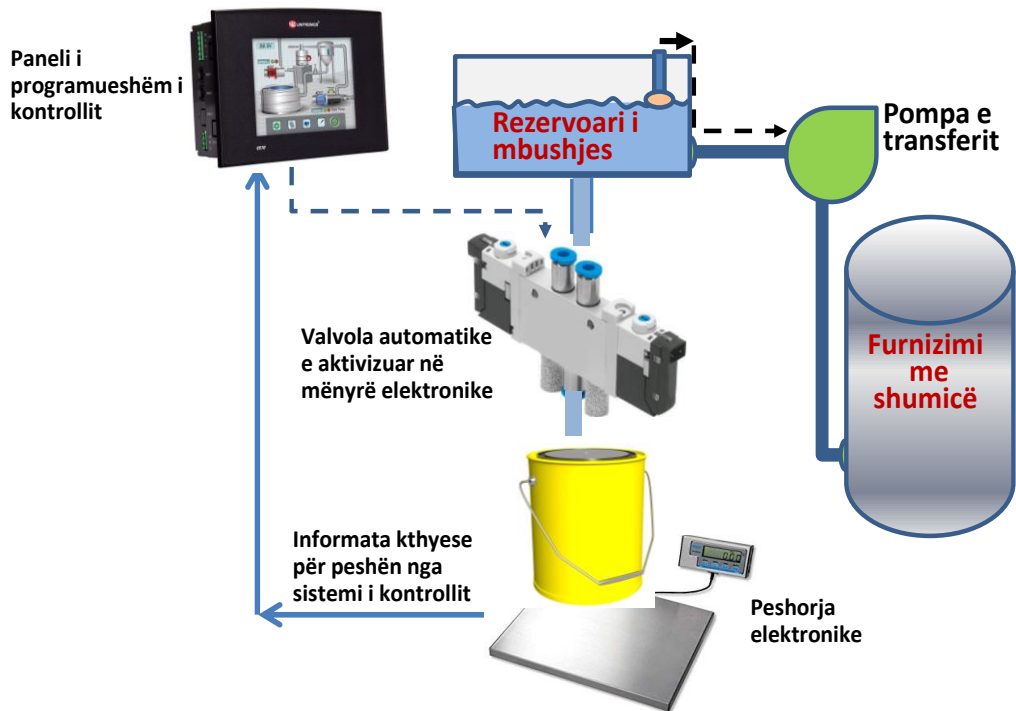 Paneli i
programueshëm i
kontrollit
UNITRONICS
Rezervoari i
mbushjes
Pompa e
transferit
Furnizimi
me
shumicë
Valvola automatike
e aktivizuar në
mënyrë elektronike
Informata kthyese
për peshën nga
sistemi i kontrollit
Peshorja
elektronike